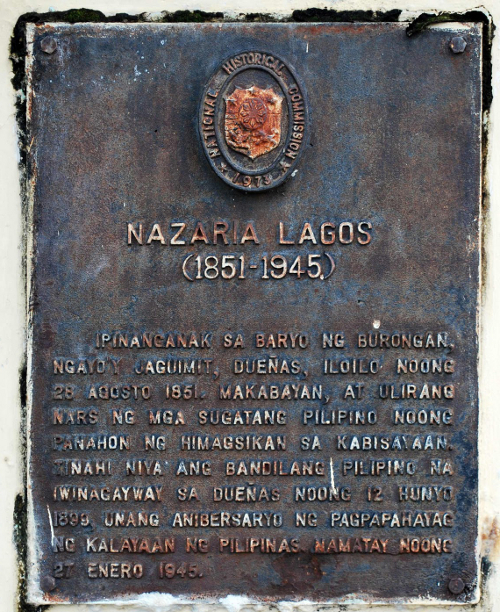 NATIONAL HISTORICAL COMMISSION
1973
NAZARIA LAGOS
(1851-1945)
IPINANGANAK SA BARYO NG BURONGAN,
NGAYO'Y JAGUIMIT, DUEÑAS, ILOILO NOONG
28 AGOSTO 1851. MAKABAYAN, AT ULIRANG
NARS NG MGA SUGATANG PILIPINO NOONG
PANAHON NG HIMAGSIKAN SA KABISAYAAN.
TINAHI NIYA ANG BANDILANG PILIPINO NA
IWINAGAYWAY SA DUEÑAS NOONG 12 HUNYO
1899, UNANG ANIBERSARYO NG PAGPAPAHAYAG
NG KALAYAAN NG PILIPINAS. NAMATAY NOONG
27 ENERO 1945.